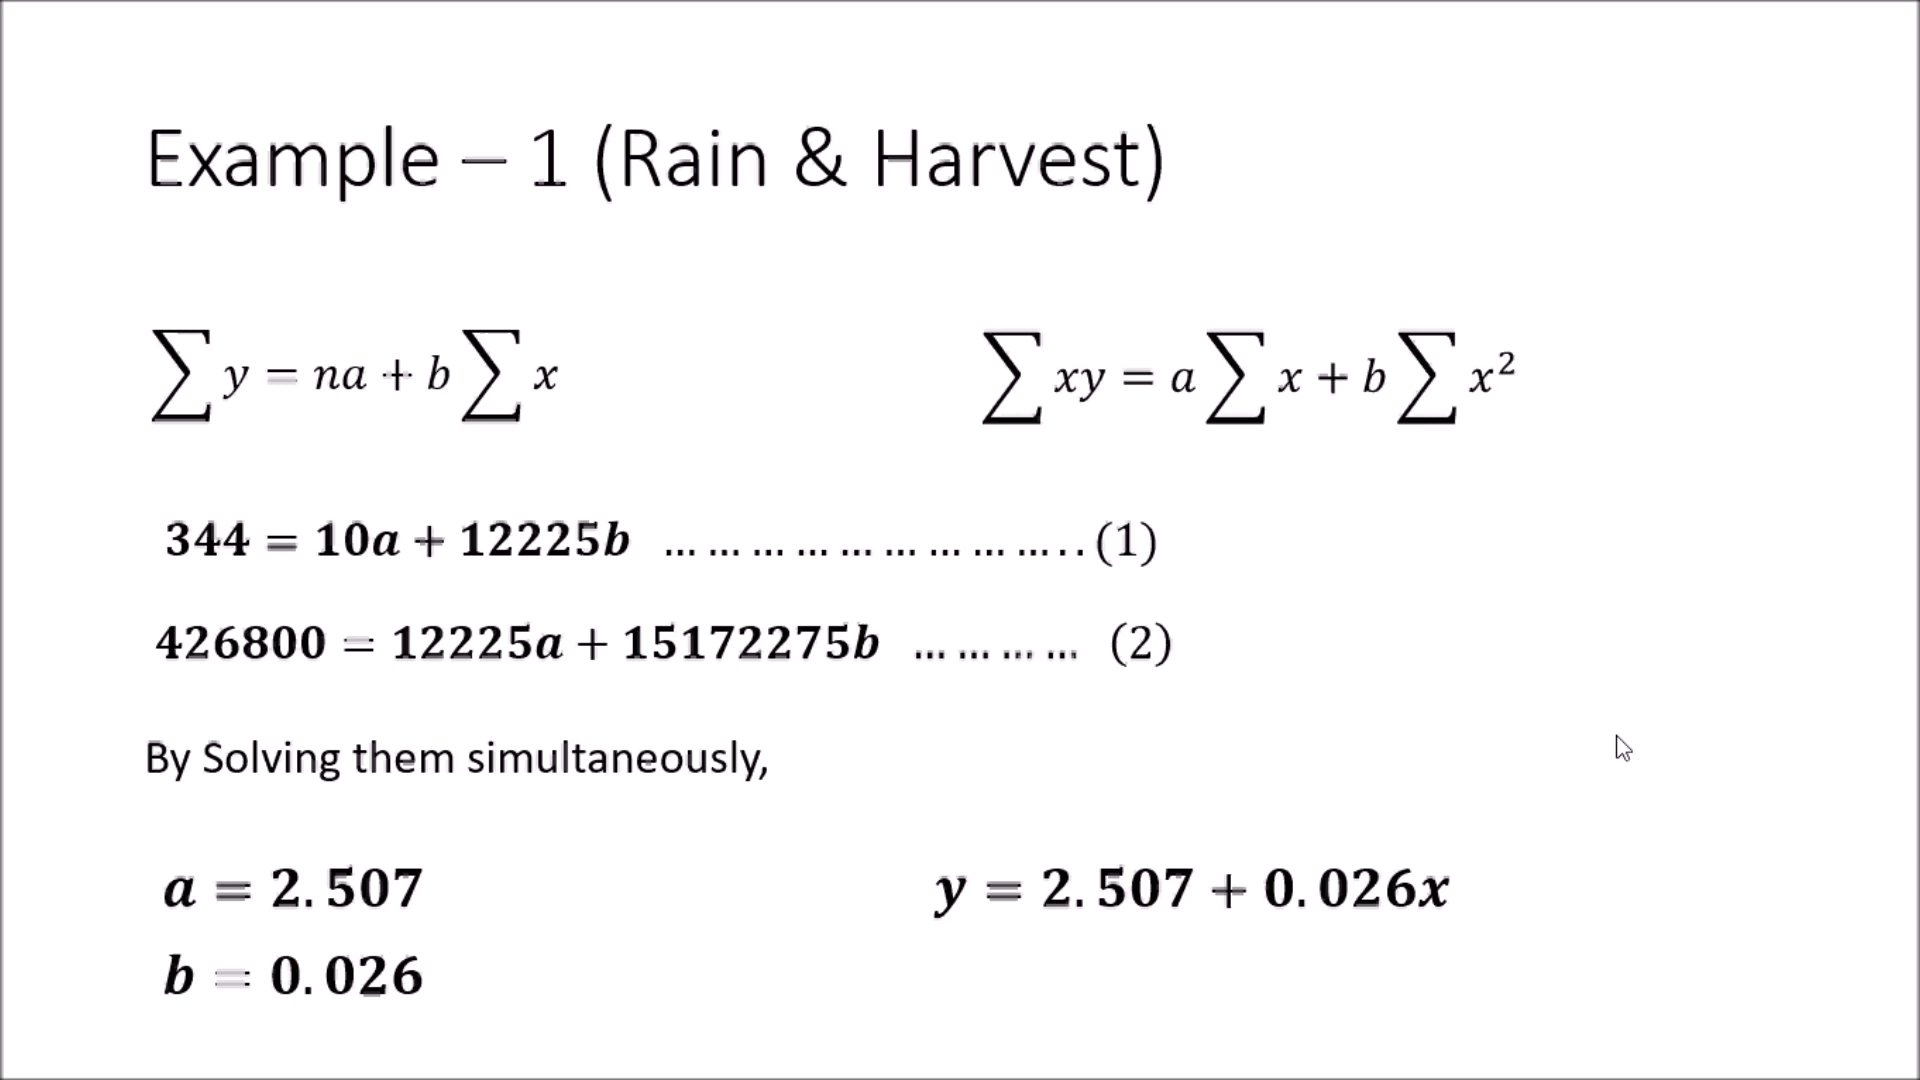 Example – 1 (Rain & Harvest)
∑ y = na + b ∑ x
∑ xy = a ∑ x + b ∑ x²
344 = 10a + 12225b … … … … … … … … ….. (1)
426800 = 12225a + 15172275b … … … … (2)
By Solving them simultaneously,
a = 2.507
y = 2.507 + 0.026x
b = 0.026